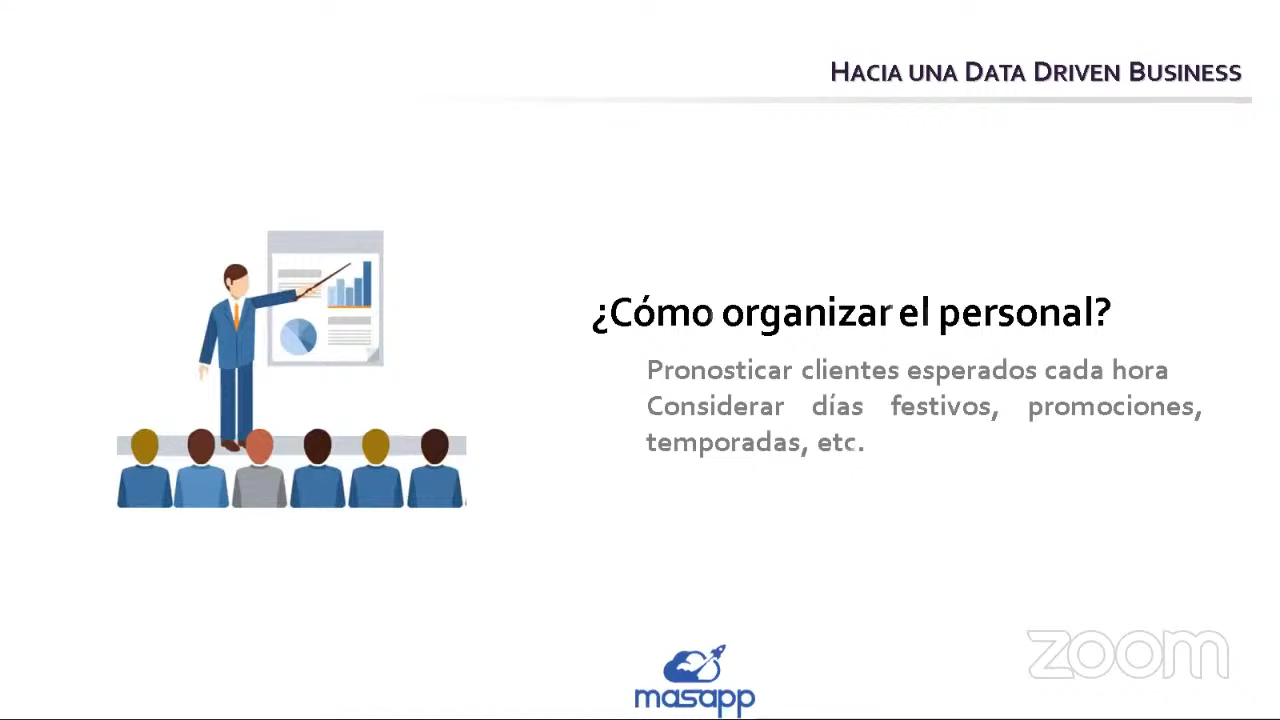 HACIA UNA DATA DRIVEN BUSINESS
¿Cómo organizar el personal?
Pronosticar clientes esperados cada hora
Considerar días festivos, promociones,
temporadas, etc.
masapp
zoom